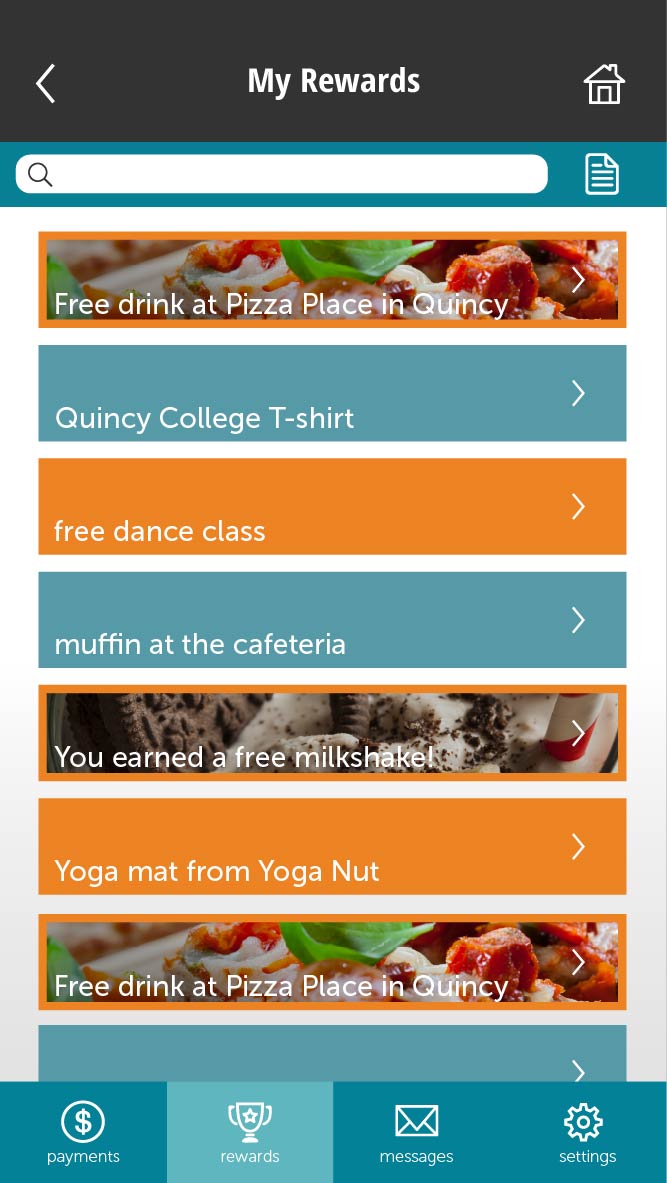 My Rewards
Free drink at Pizza Place in Quincy
Quincy College T-shirt
free dance class
muffin at the cafeteria
You earned a free milkshake!
Yoga mat from Yoga Nut
Free drink at Pizza Place in Quincy
$
payments
rewards
messages
settings